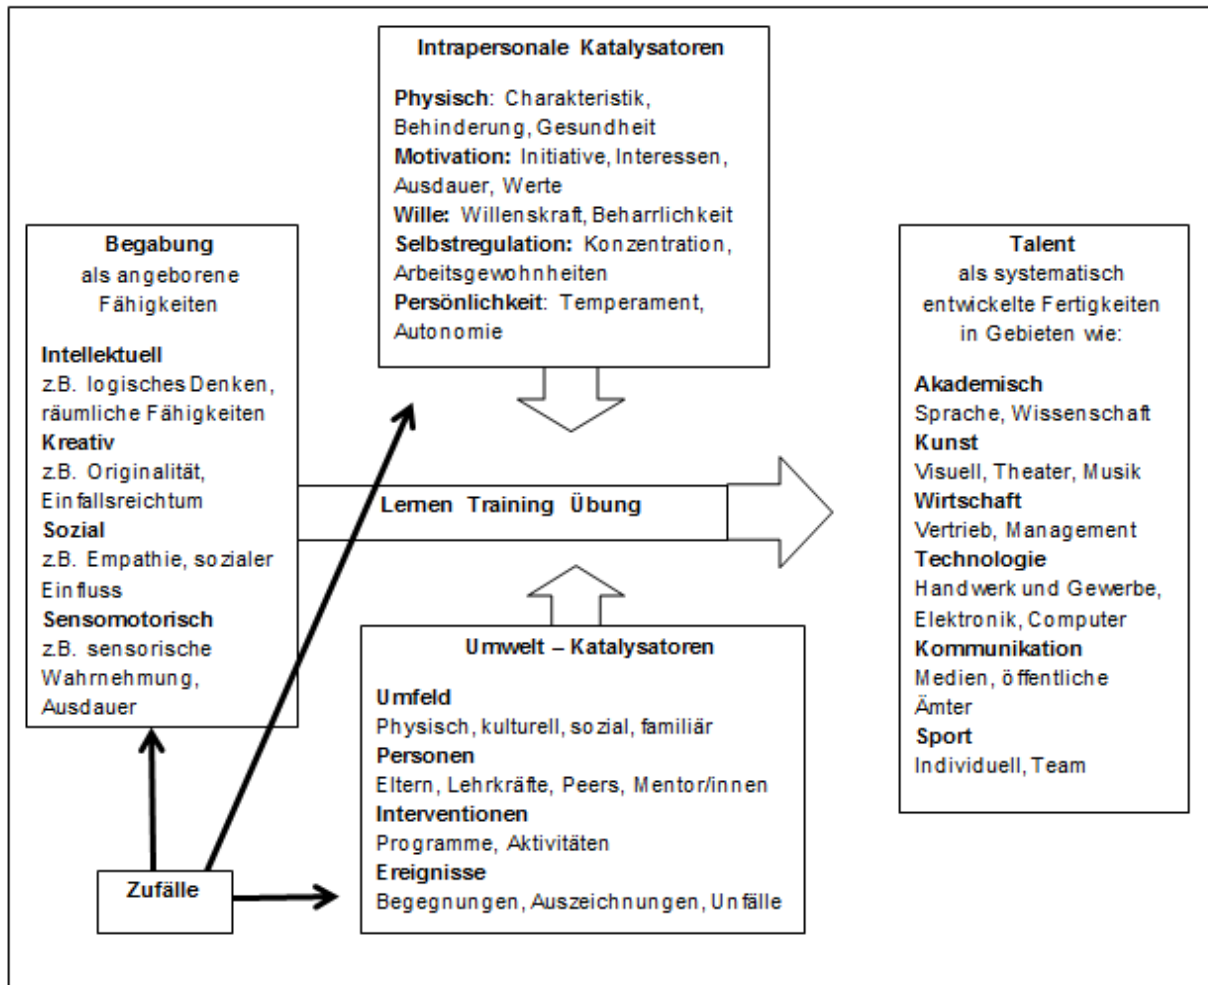 Intrapersonale Katalysatoren
Physisch: Charakteristik,
Behinderung, Gesundheit
Motivation: Initiative, Interessen,
Ausdauer, Werte
Wille: Willenskraft, Beharrlichkeit
Selbstregulation: Konzentration,
Arbeitsgewohnheiten
Persönlichkeit: Temperament,
Autonomie
Begabung
als angeborene
Fähigkeiten
Intellektuell
z.B. logisches Denken,
räumliche Fähigkeiten
Kreativ
z.B. Originalität,
Einfallsreichtum
Sozial
z.B. Empathie, sozialer
Einfluss
Sensomotorisch
z.B. sensorische
Wahrnehmung,
Ausdauer
Lernen Training Übung
Talent
als systematisch
entwickelte Fertigkeiten
in Gebieten wie:
Akademisch
Sprache, Wissenschaft
Kunst
Visuell, Theater, Musik
Wirtschaft
Vertrieb, Management
Technologie
Handwerk und Gewerbe,
Elektronik, Computer
Kommunikation
Medien, öffentliche
Ämter
Sport
Individuell, Team
Umwelt – Katalysatoren
Umfeld
Physisch, kulturell, sozial, familiär
Personen
Eltern, Lehrkräfte, Peers, Mentor/innen
Interventionen
Programme, Aktivitäten
Ereignisse
Begegnungen, Auszeichnungen, Unfälle
Zufälle